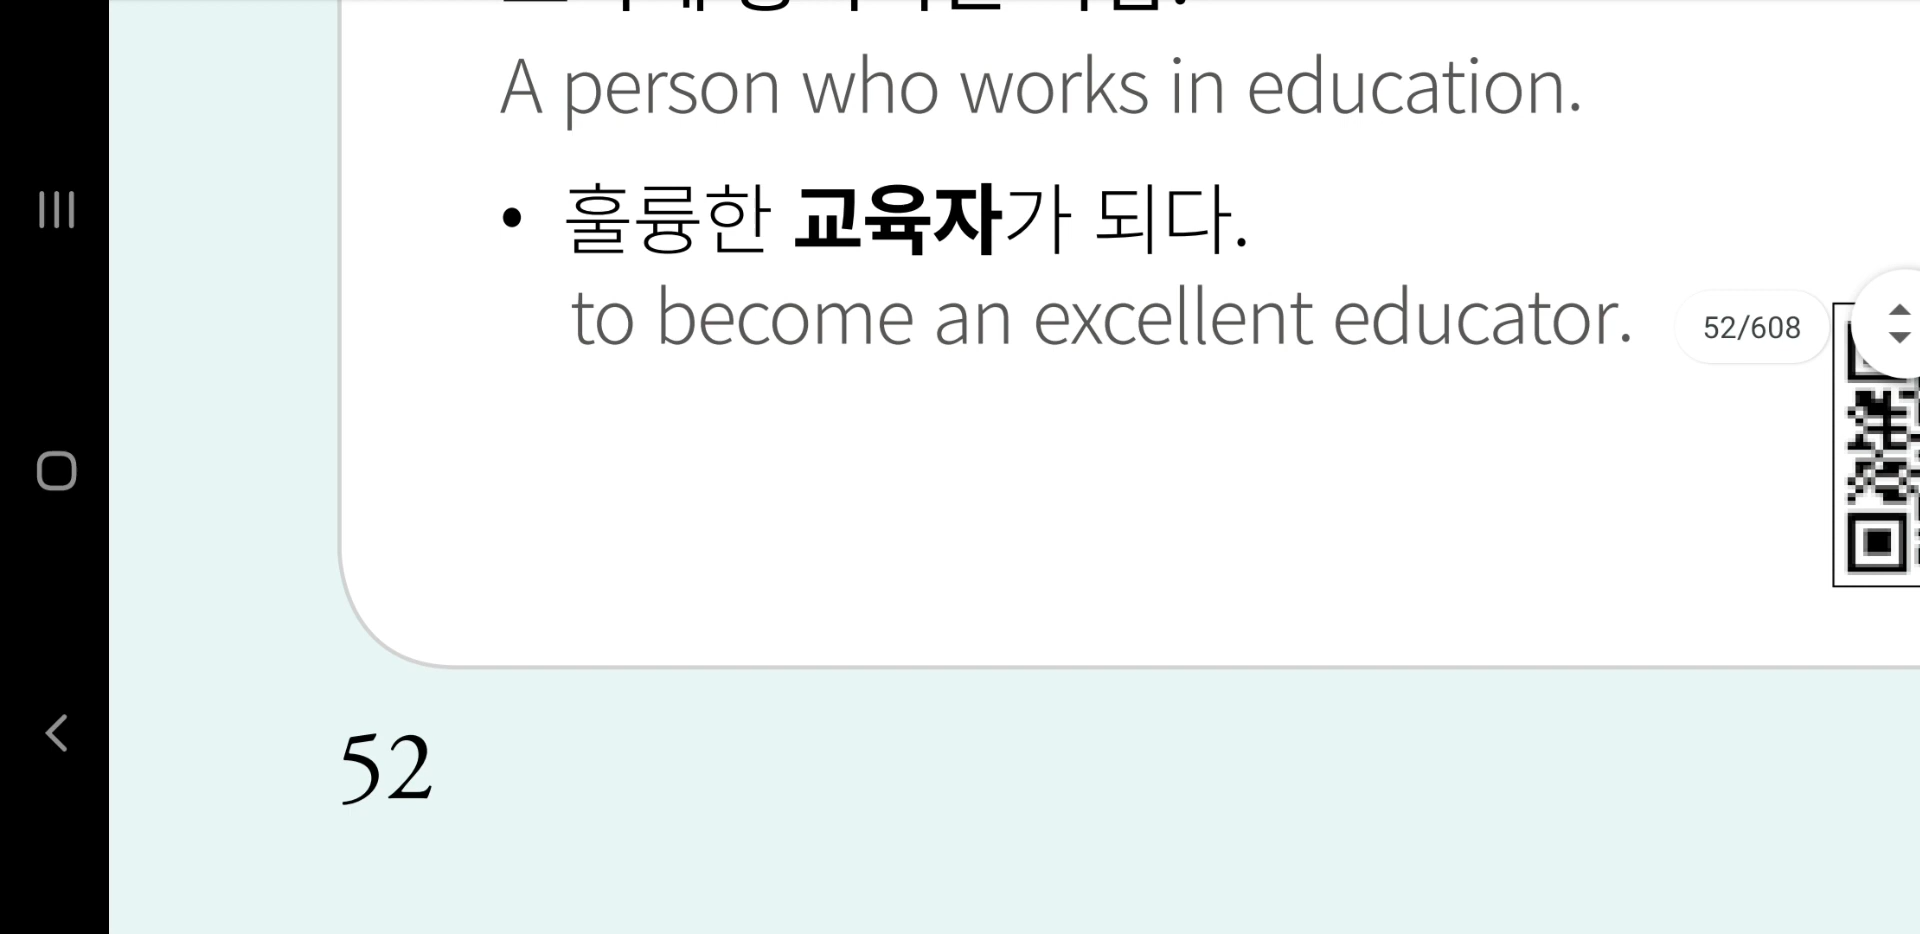 A person who works in education.
• 훌륭한 교육자가 되다.
to become an excellent educator.
52/608
52